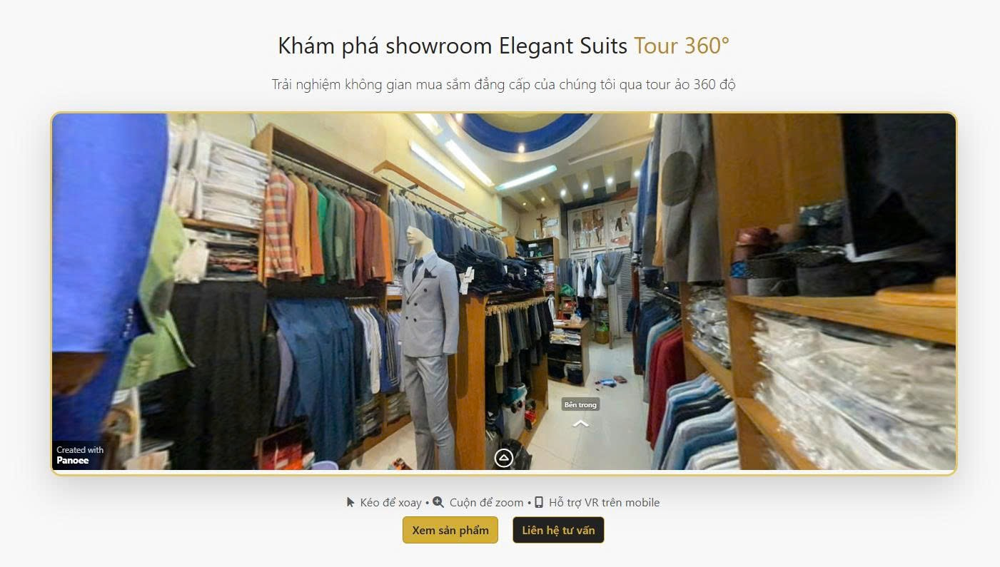 Khám phá showroom Elegant Suits Tour 360°
Trải nghiệm không gian mua sắm đẳng cấp của chúng tôi qua tour ảo 360 độ
Bên trong
Created with
Panoee
Kéo để xoay • Cuộn để zoom • Hỗ trợ VR trên mobile
Xem sản phẩm Liên hệ tư vấn